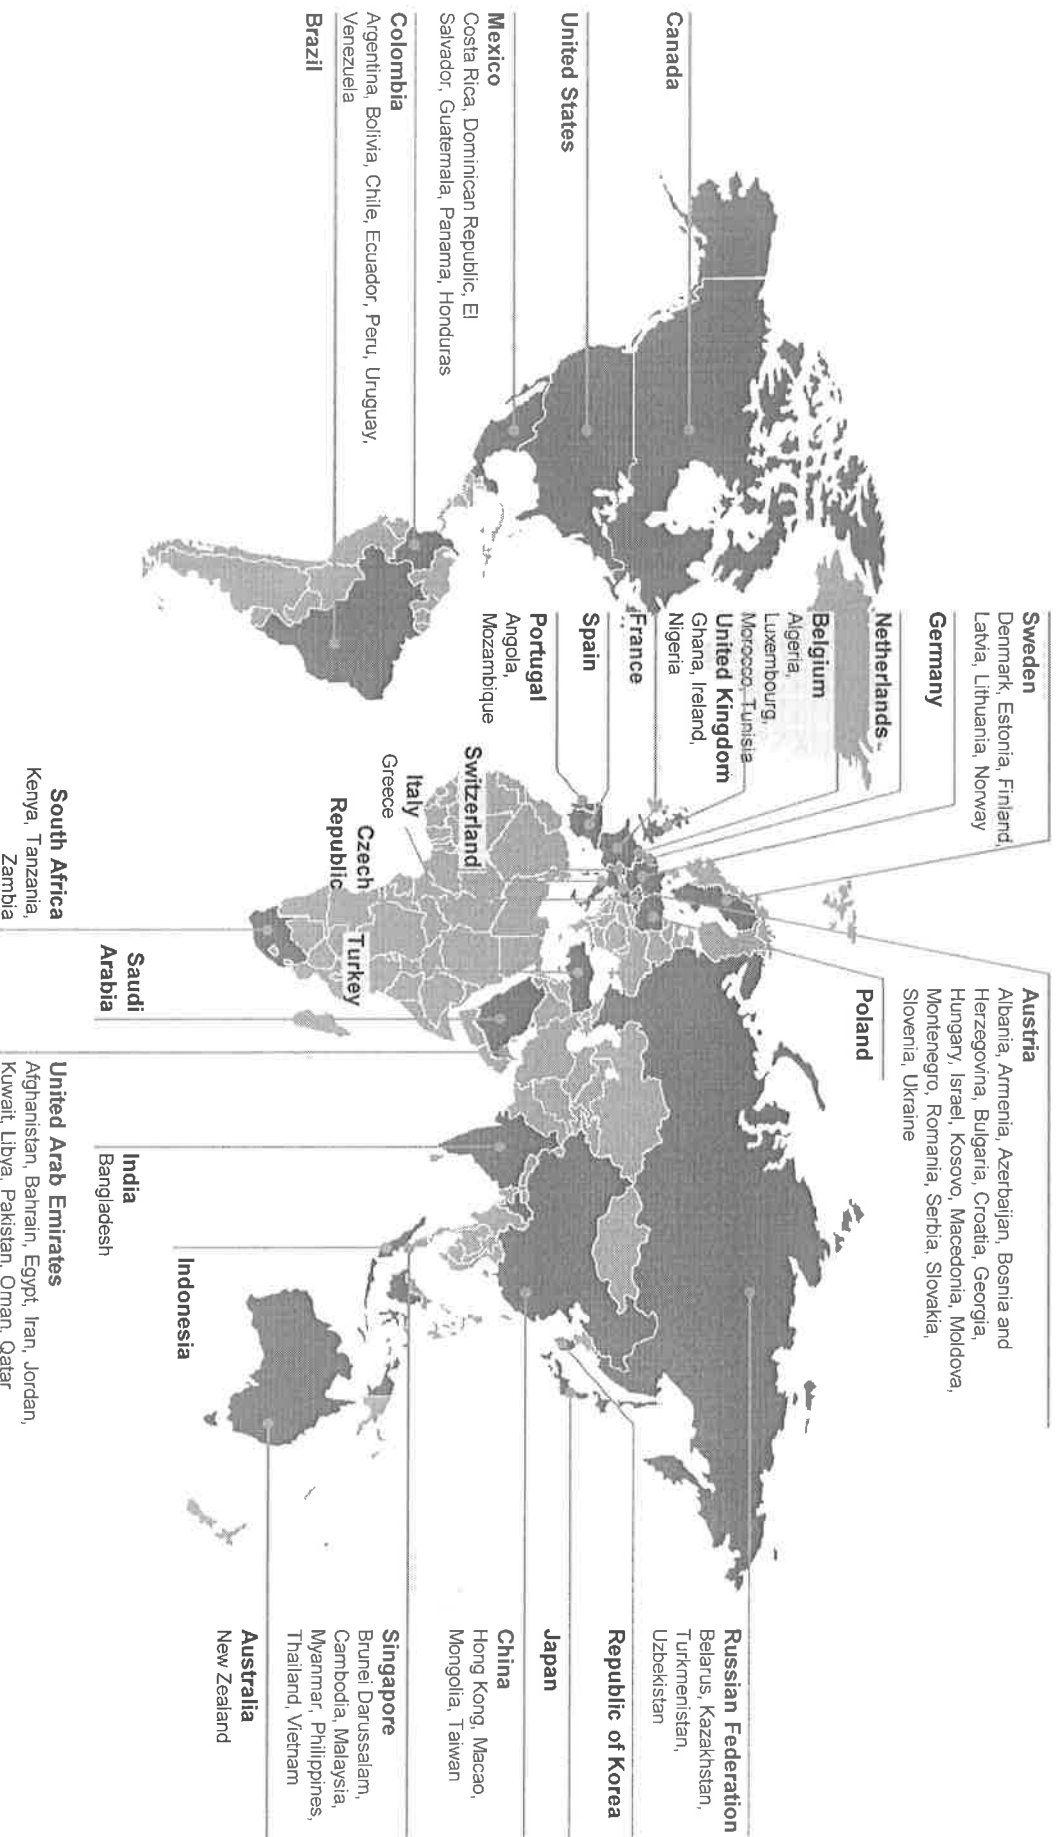 Canada
United States
Mexico
Costa Rica, Dominican Republic, El
Salvador, Guatemala, Panama, Honduras
Colombia
Argentina, Bolivia, Chile, Ecuador, Peru, Uruguay,
Venezuela
Brazil
Sweden
Denmark, Estonia, Finland,
Latvia, Lithuania, Norway
Germany
Netherlands
Belgium
Algeria,
Luxembourg,
Morocco, Tunisia
United Kingdom
Ghana, Ireland,
Nigeria
France
Spain
Portugal
Angola,
Mozambique
Switzerland
Italy
Greece
Czech
Republic
Turkey
South Africa
Kenya, Tanzania,
Zambia
Saudi
Arabia
Austria
Albania, Armenia, Azerbaijan, Bosnia and
Herzegovina, Bulgaria, Croatia, Georgia,
Hungary, Israel, Kosovo, Macedonia, Moldova,
Montenegro, Romania, Serbia, Slovakia,
Slovenia, Ukraine
Poland
United Arab Emirates
Afghanistan, Bahrain, Egypt, Iran, Jordan,
Kuwait, Libya, Pakistan, Oman, Qatar
India
Bangladesh
Indonesia
Russian Federation
Belarus, Kazakhstan,
Turkmenistan,
Uzbekistan
Republic of Korea
Japan
China
Hong Kong, Macao,
Mongolia, Taiwan
Singapore
Brunei Darussalam,
Cambodia, Malaysia,
Myanmar, Philippines,
Thailand, Vietnam
Australia
New Zealand